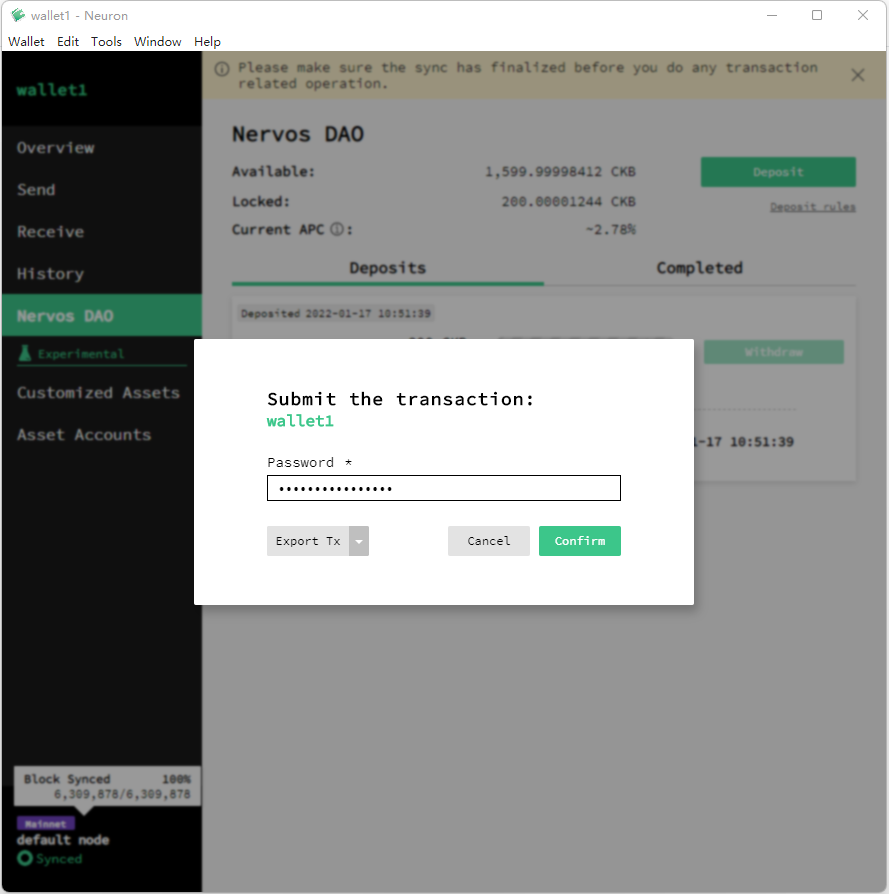 wallet1 - Neuron
Wallet Edit Tools Window Help
wallet1
Please make sure the sync has finalized before you do any transaction
related operation.
Overview
Send
Receive
History
Nervos DAO
Experimental
Customized Assets
Asset Accounts
Nervos DAO
Available: 1,599.99998412 CKB
Deposit
Locked: 200.00001244 CKB
Deposit rules
Current APC ⓘ: ~2.78%
Deposits Completed
Deposited 2022-01-17 10:51:39
Withdraw
-17 10:51:39
Submit the transaction:
wallet1
Password *
••••••••••••••••
Export Tx Cancel Confirm
Block Synced 100%
6,309,878/6,309,878
Mainnet
default node
Synced